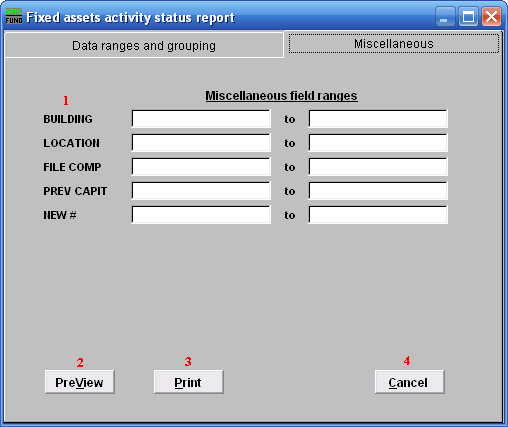 FUND
Fixed assets activity status report
Data ranges and grouping
Miscellaneous
1
Miscellaneous field ranges
BUILDING to
LOCATION to
FILE COMP to
PREV CAPIT to
NEW # to
2 3 4
PreView Print Cancel